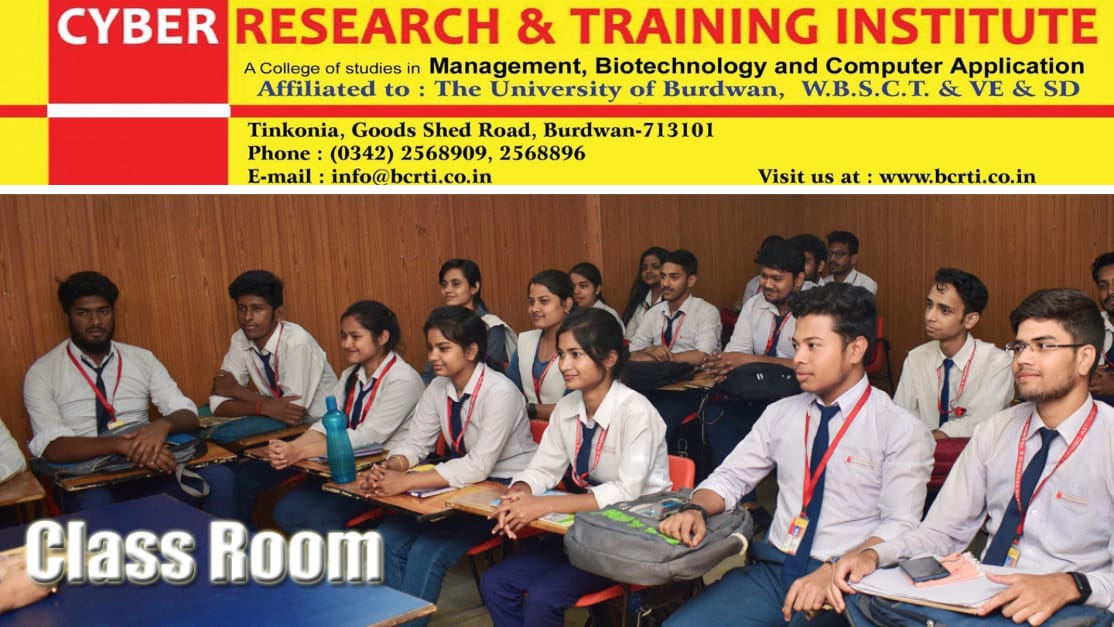 CYBER RESEARCH & TRAINING INSTITUTE
A College of studies in Management, Biotechnology and Computer Application
Affiliated to : The University of Burdwan, W.B.S.C.T. & VE & SD
Tinkonia, Goods Shed Road, Burdwan-713101
Phone : (0342) 2568909, 2568896
E-mail : info@bcrti.co.in Visit us at : www.bcrti.co.in
Class Room